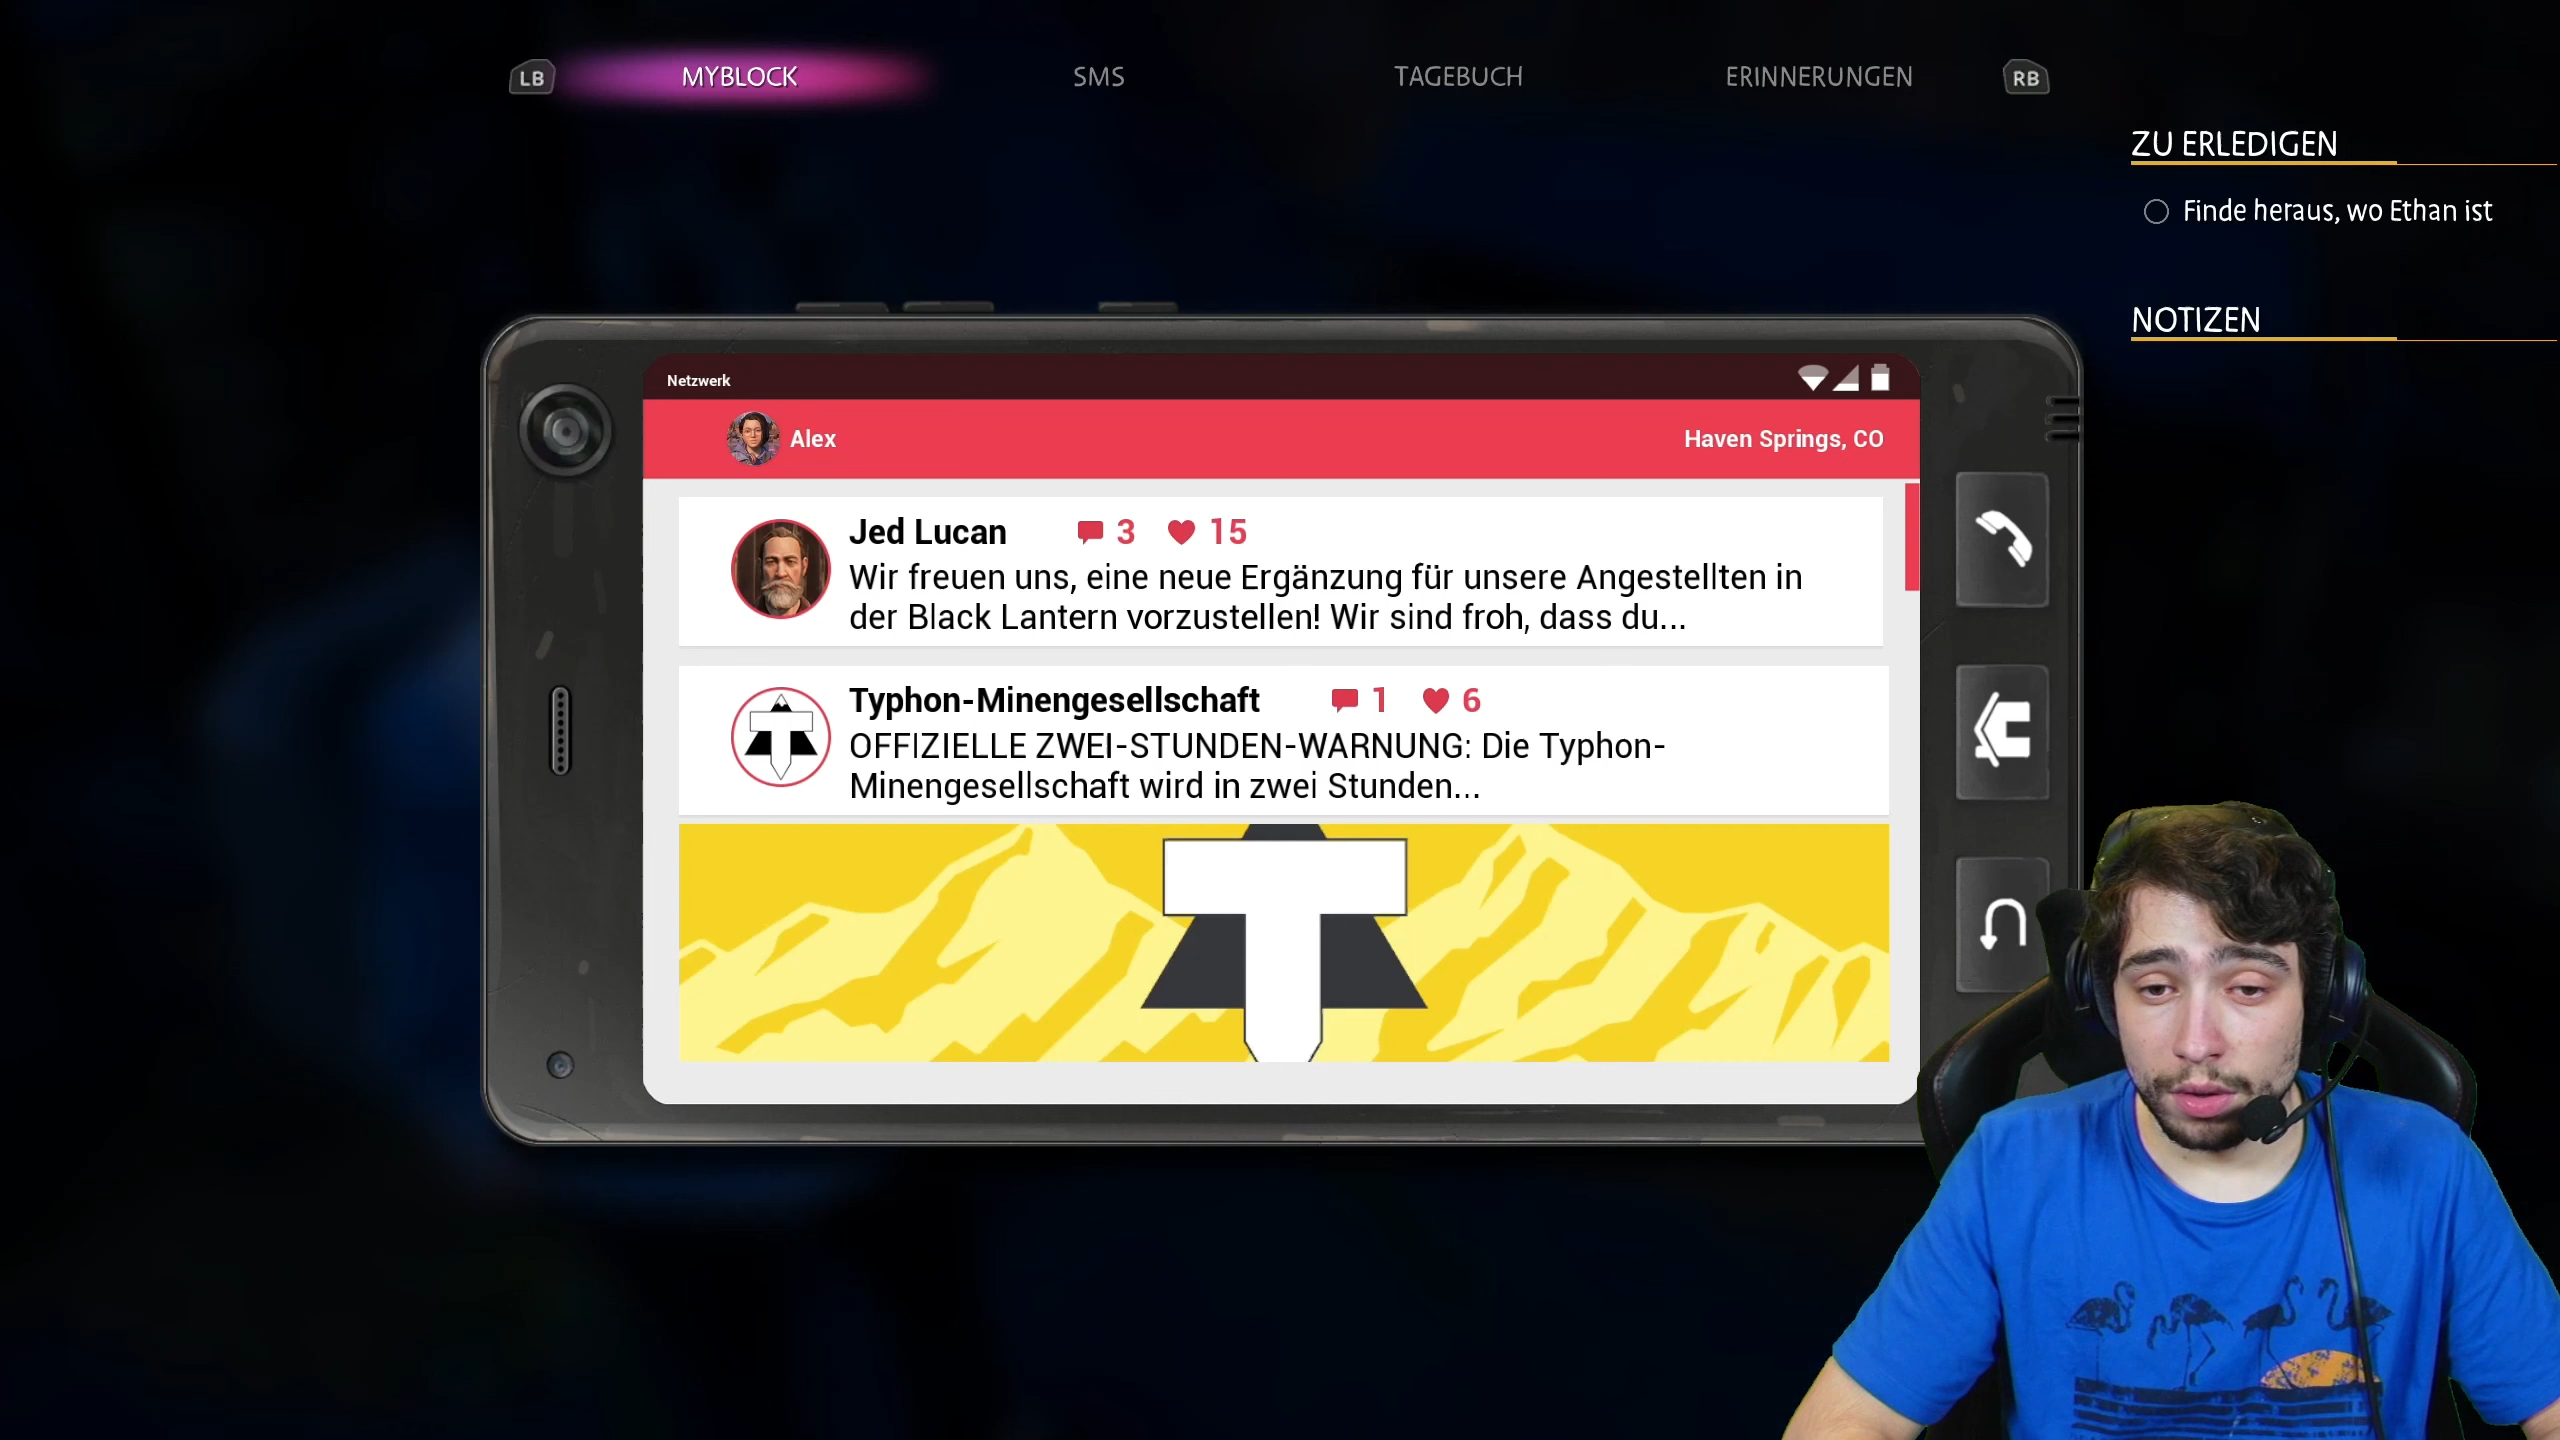 LB
MYBLOCK
SMS
TAGEBUCH
ERINNERUNGEN
RB
ZU ERLEDIGEN
Finde heraus, wo Ethan ist
NOTIZEN
Netzwerk
Alex
Haven Springs, CO
Jed Lucan 3 15
Wir freuen uns, eine neue Ergänzung für unsere Angestellten in
der Black Lantern vorzustellen! Wir sind froh, dass du...
Typhon-Minengesellschaft 1 6
OFFIZIELLE ZWEI-STUNDEN-WARNUNG: Die Typhon-
Minengesellschaft wird in zwei Stunden...